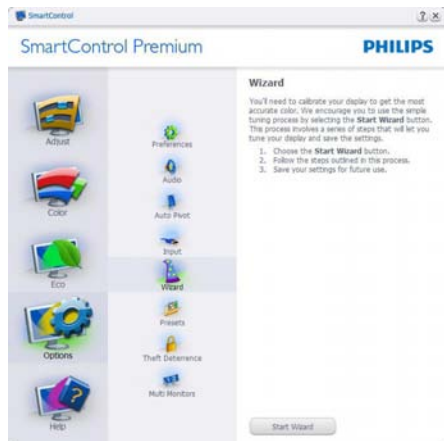 SmartControl
? X
SmartControl Premium
PHILIPS
Adjust
Color
Eco
Options
Help
Preferences
Audio
Auto Pivot
Input
Wizard
Presets
Theft Deterrence
Multi Monitors
Wizard
You'll need to calibrate your display to get the most
accurate color. We encourage you to use the simple
tuning process by selecting the Start Wizard button.
This process involves a series of steps that will let you
tune your display and save the settings.
1. Choose the Start Wizard button.
2. Follow the steps outlined in this process.
3. Save your settings for future use.
Start Wizard